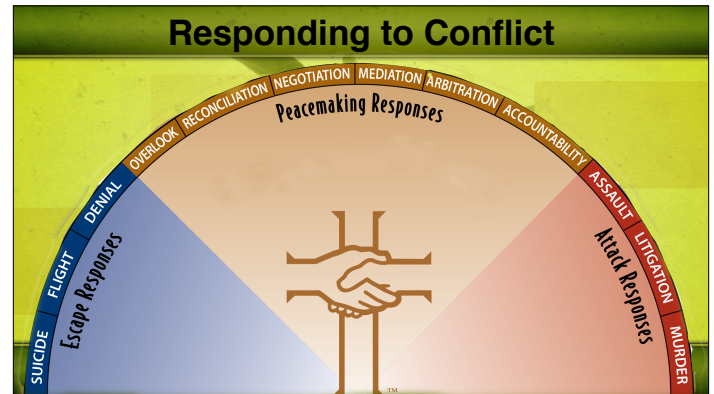 Responding to Conflict
SUICIDE
FLIGHT
DENIAL
OVERLOOK
RECONCILIATION
NEGOTIATION
MEDIATION
ARBITRATION
ACCOUNTABILITY
ASSAULT
LITIGATION
MURDER
Escape Responses
Peacemaking Responses
Attack Responses
TM